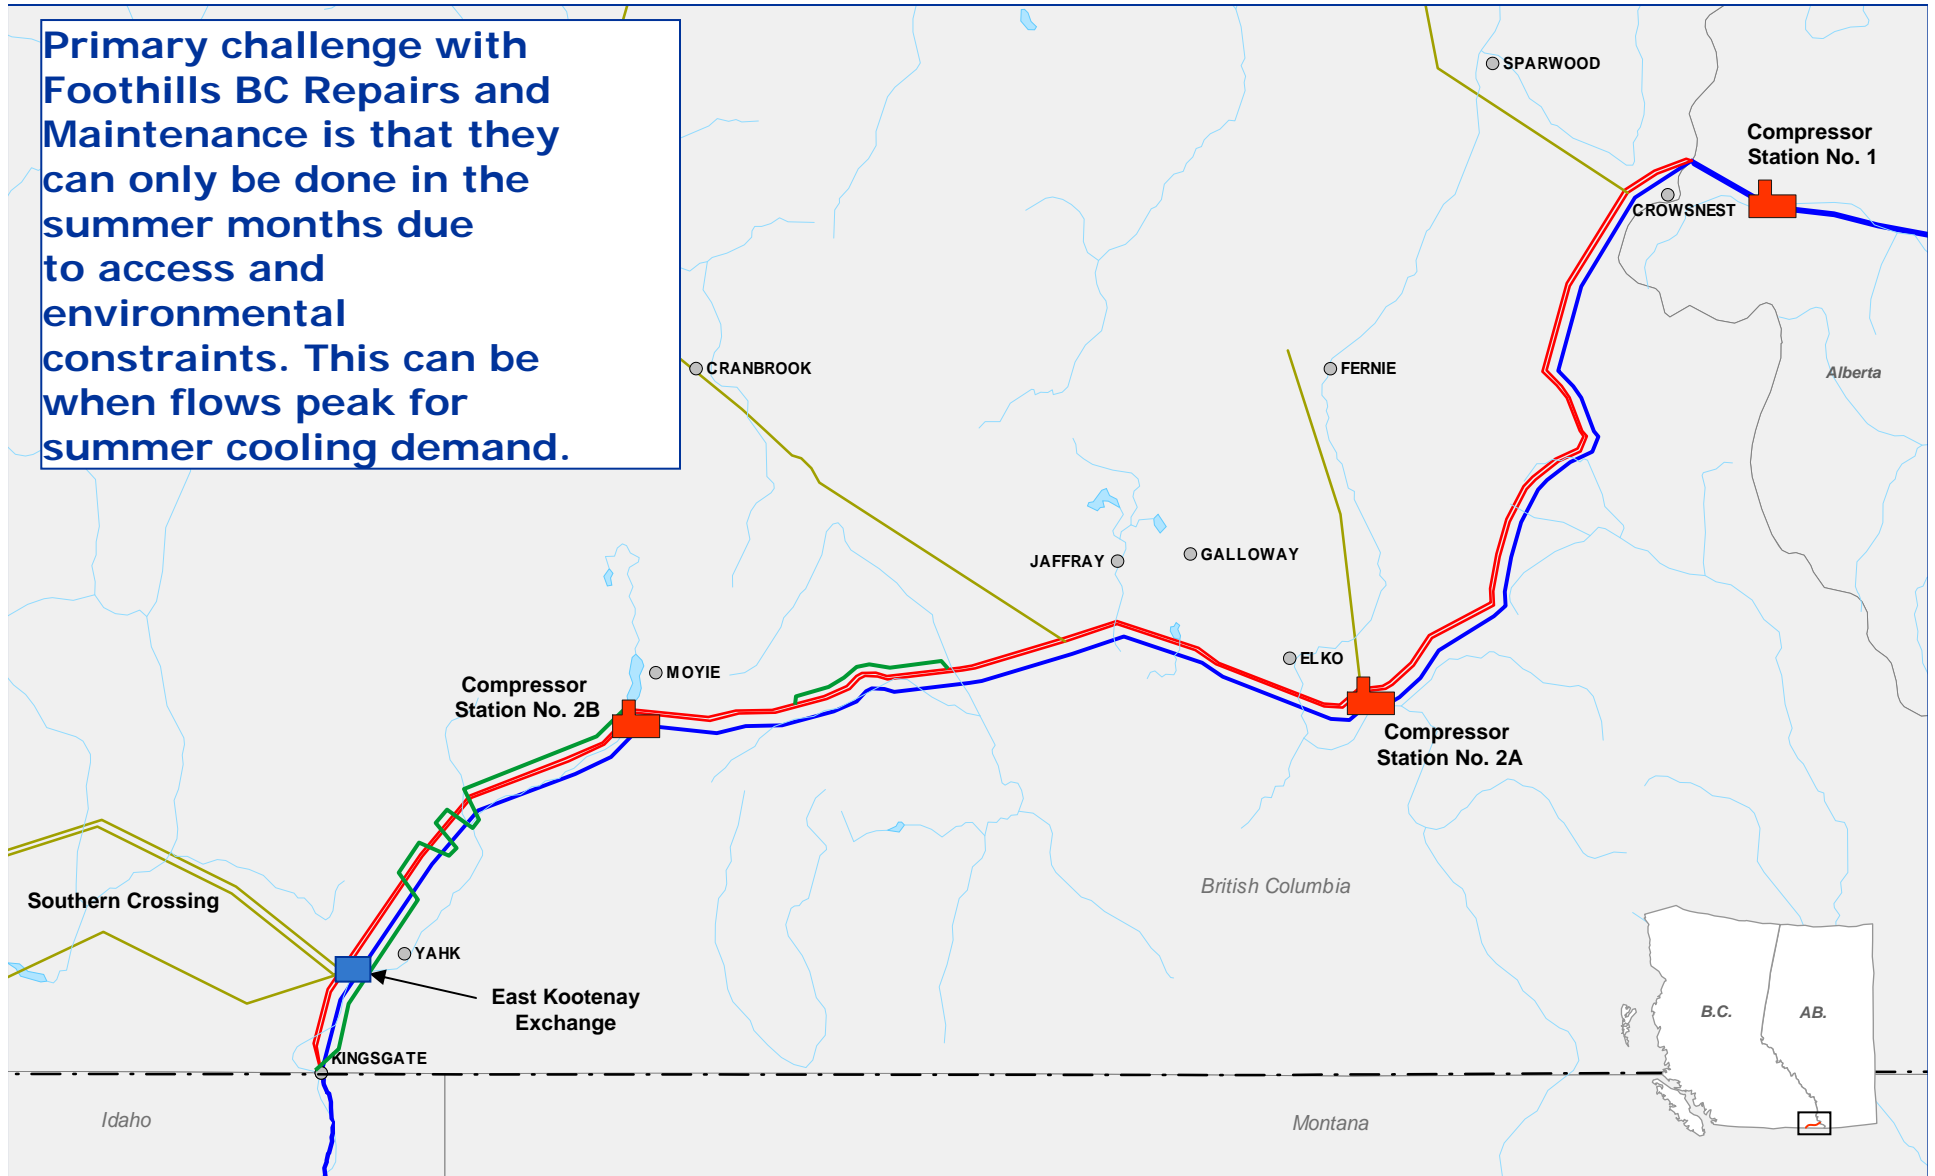 Primary challenge with
Foothills BC Repairs and
Maintenance is that they
can only be done in the
summer months due
to access and
environmental
constraints. This can be
when flows peak for
summer cooling demand.
SPARWOOD
Compressor
Station No. 1
CROWSNEST
CRANBROOK
FERNIE
Alberta
JAFFRAY
GALLOWAY
ELKO
MOYIE
Compressor
Station No. 2B
Compressor
Station No. 2A
British Columbia
Southern Crossing
YAHK
East Kootenay
Exchange
KINGSGATE
B.C.
AB.
Idaho
Montana